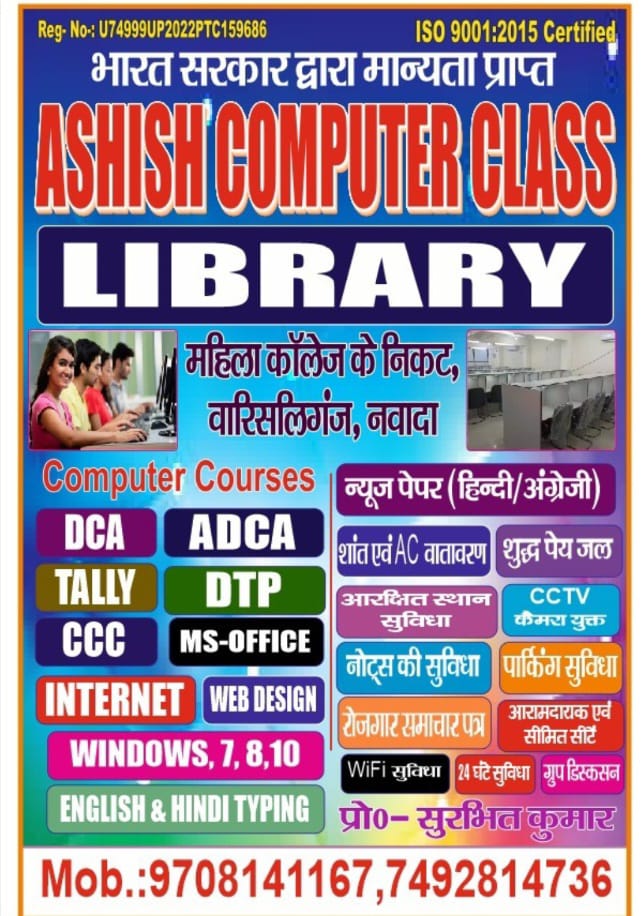 Reg- No-: U74999UP2022PTC159686
ISO 9001:2015 Certified
भारत सरकार द्वारा मान्यता प्राप्त
ASHISH COMPUTER CLASS
LIBRARY
महिला कॉलेज के निकट,
वारिसलिगंज, नवादा
Computer Courses
DCA
ADCA
TALLY
DTP
CCC
MS-OFFICE
INTERNET
WEB DESIGN
WINDOWS, 7, 8,10
ENGLISH & HINDI TYPING
न्यूज पेपर (हिन्दी/अंग्रेजी)
शांत एवं AC वातावरण
शुद्ध पेय जल
आरक्षित स्थान
सुविधा
CCTV
कैमरा युक्त
नोट्स की सुविधा
पार्किंग सुविधा
रोजगार समाचार पत्र
आरामदायक एवं
सीमित सीटें
WiFi सुविधा
24 घंटे सुविधा
ग्रुप डिस्कसन
प्रो०– सुरभित कुमार
Mob.:9708141167,7492814736